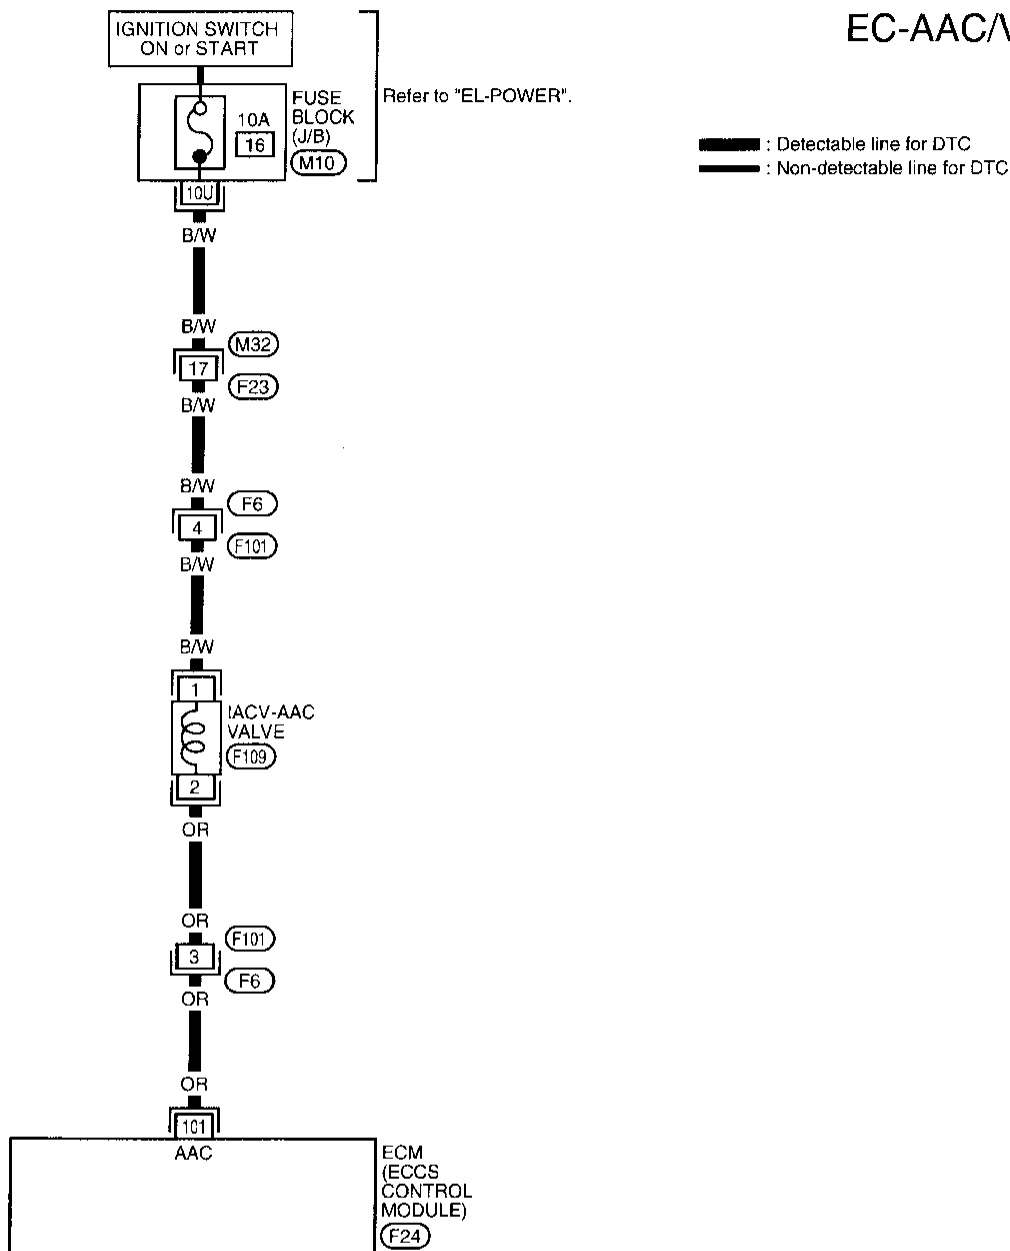 EC-AAC/V
IGNITION SWITCH
ON or START
FUSE
BLOCK
(J/B)
M10
10A
16
Refer to "EL-POWER".
: Detectable line for DTC
: Non-detectable line for DTC
10U
B/W
B/W
M32
17
F23
B/W
B/W
F6
4
F101
B/W
B/W
1
IACV-AAC
VALVE
F109
2
OR
OR
F101
3
F6
OR
OR
101
AAC
ECM
(ECCS
CONTROL
MODULE)
F24